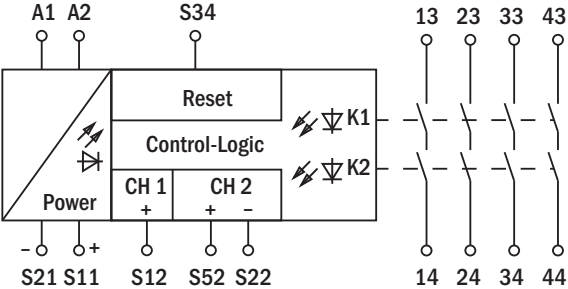 A1 A2 S34 13 23 33 43
Reset
K1
Control-Logic
K2
CH 1 CH 2
Power + + –
– +
S21 S11 S12 S52 S22 14 24 34 44